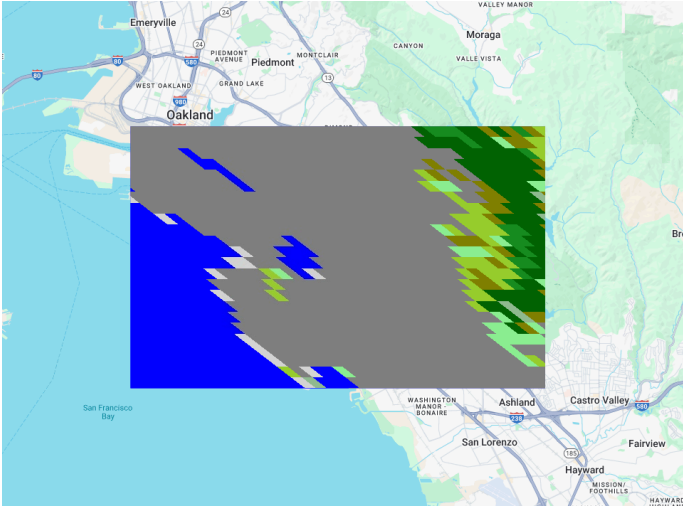 VALLEY MANOR
Emeryville
24
Moraga
CANYON
24
PIEDMONT
AVENUE
MONTCLAIR
Piedmont
VALLE VISTA
80
80
580
13
WEST OAKLAND
GRAND LAKE
980
Oakland
San Francisco
Bay
WASHINGTON
MANOR -
BONAIRE
Ashland
Castro Valley
580
238
San Lorenzo
Fairview
185
Hayward
MISSION/
FOOTHILLS